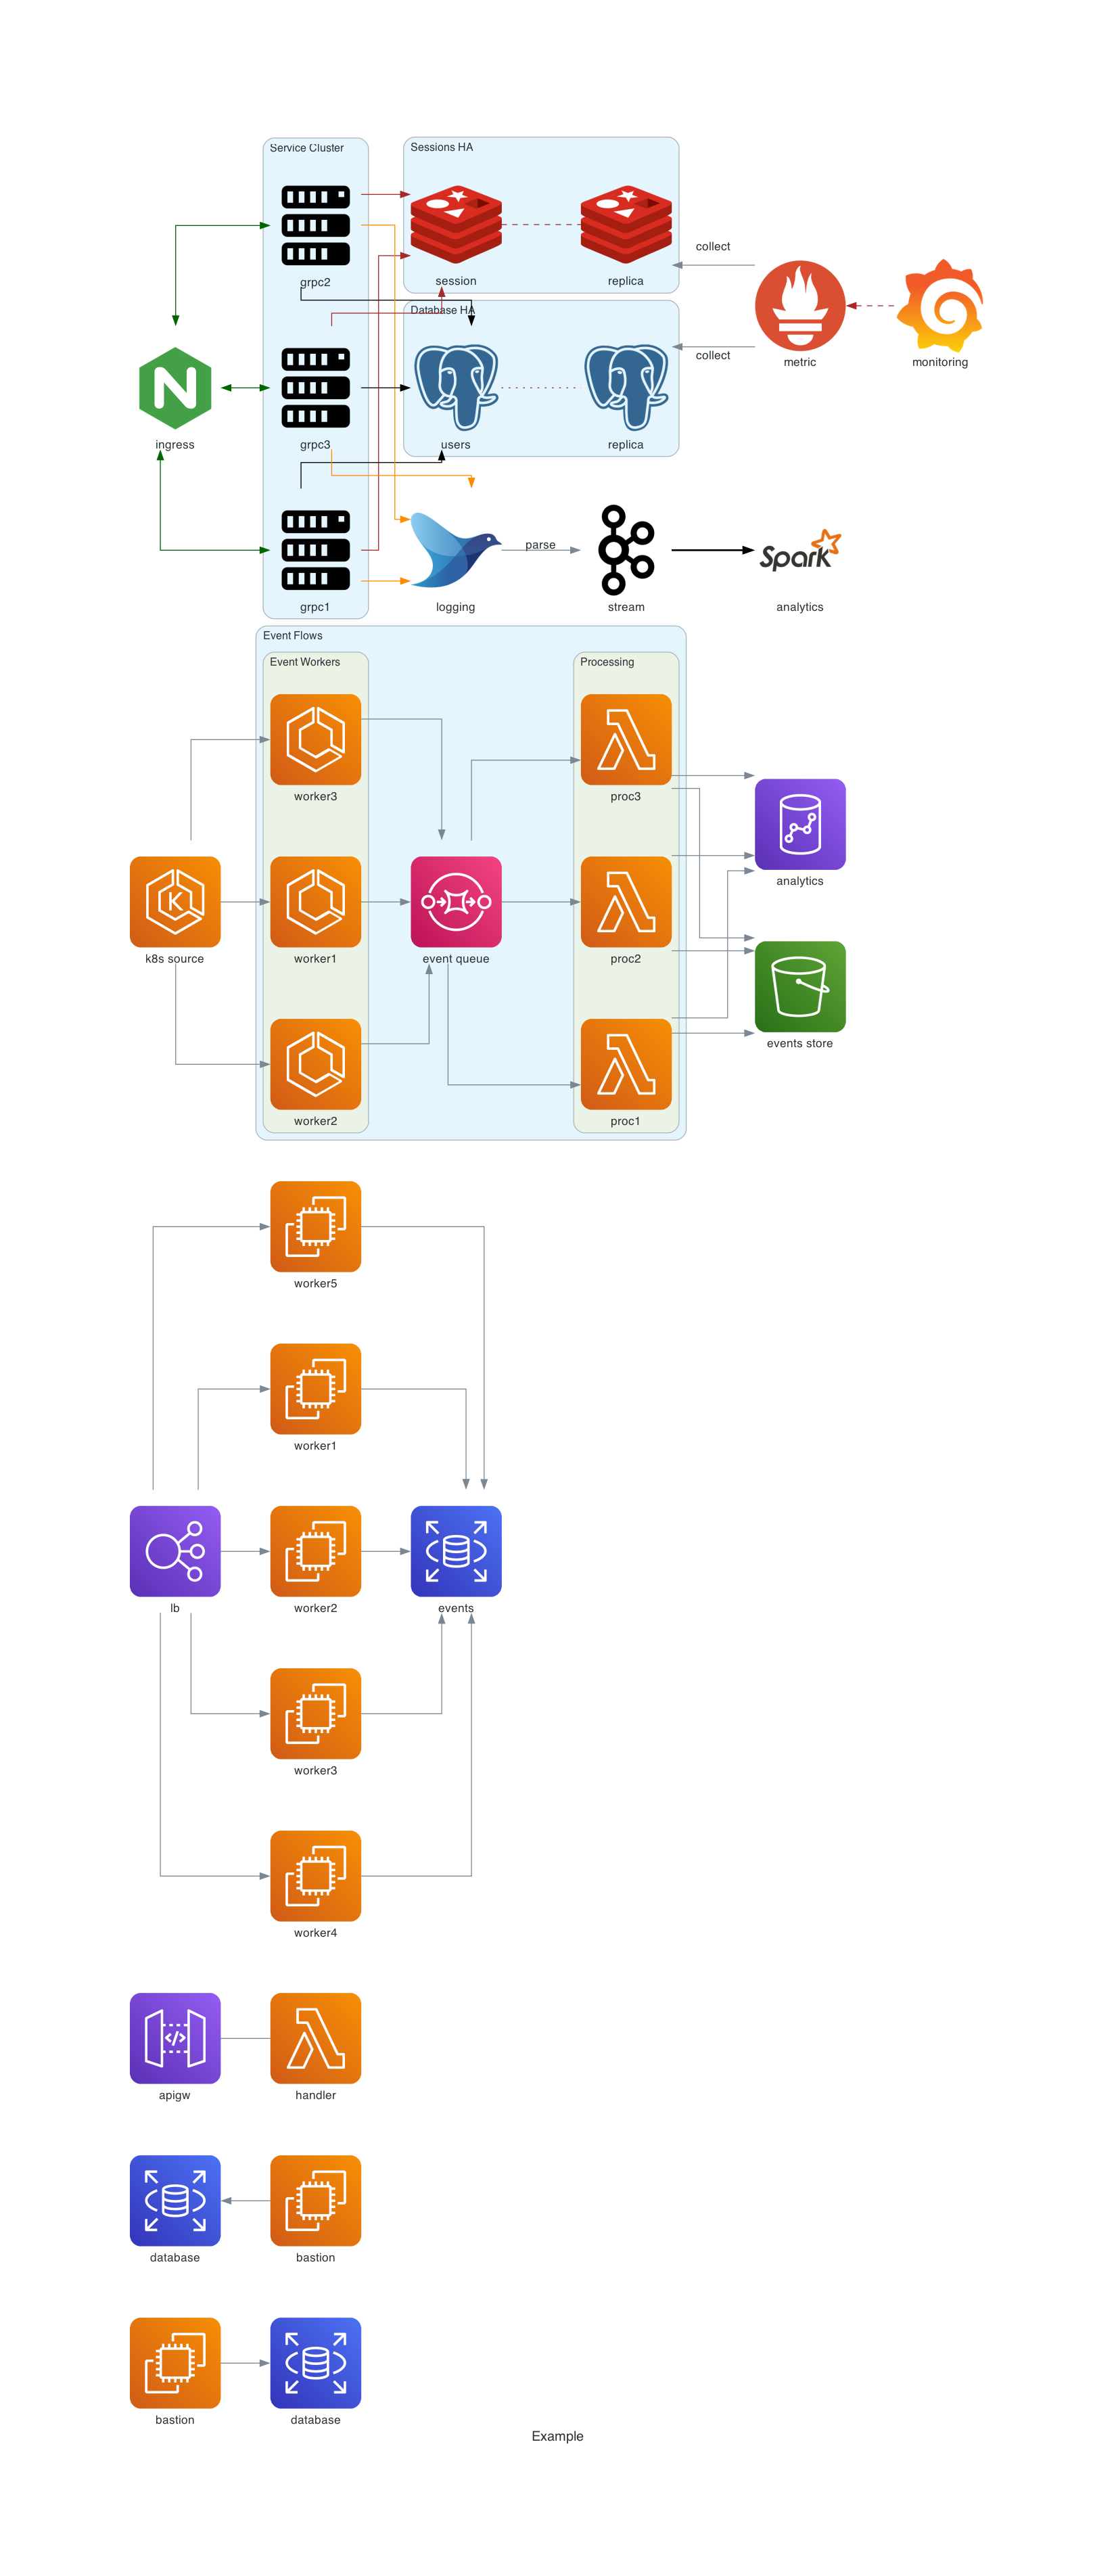 Service Cluster
Sessions HA
grpc2
session
replica
collect
Database HA
metric
monitoring
collect
ingress
grpc3
users
replica
parse
Spark
grpc1
logging
stream
analytics
Event Flows
Event Workers
Processing
worker3
proc3
analytics
K
k8s source
worker1
event queue
proc2
events store
worker2
proc1
worker5
worker1
lb
worker2
events
worker3
worker4
</>
apigw
handler
database
bastion
bastion
database
Example